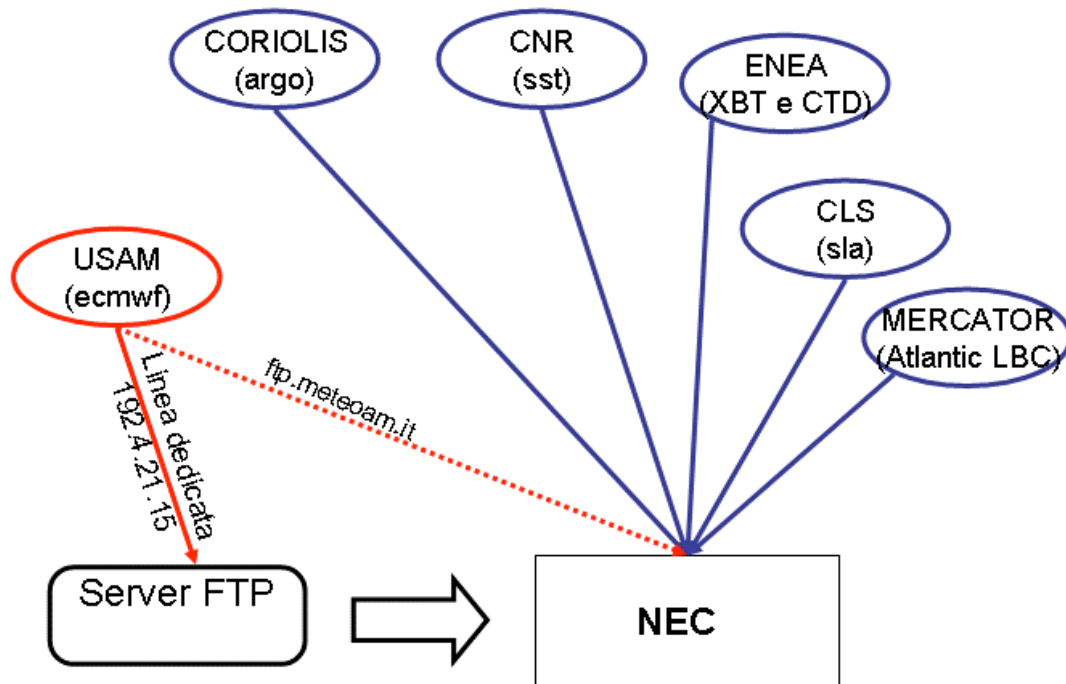 CORIOLIS
(argo)
CNR
(sst)
ENEA
(XBT e CTD)
CLS
(sla)
USAM
(ecmwf)
MERCATOR
(Atlantic LBC)
Linea dedicata
192.4.21.15
ftp.meteoam.it
Server FTP
NEC